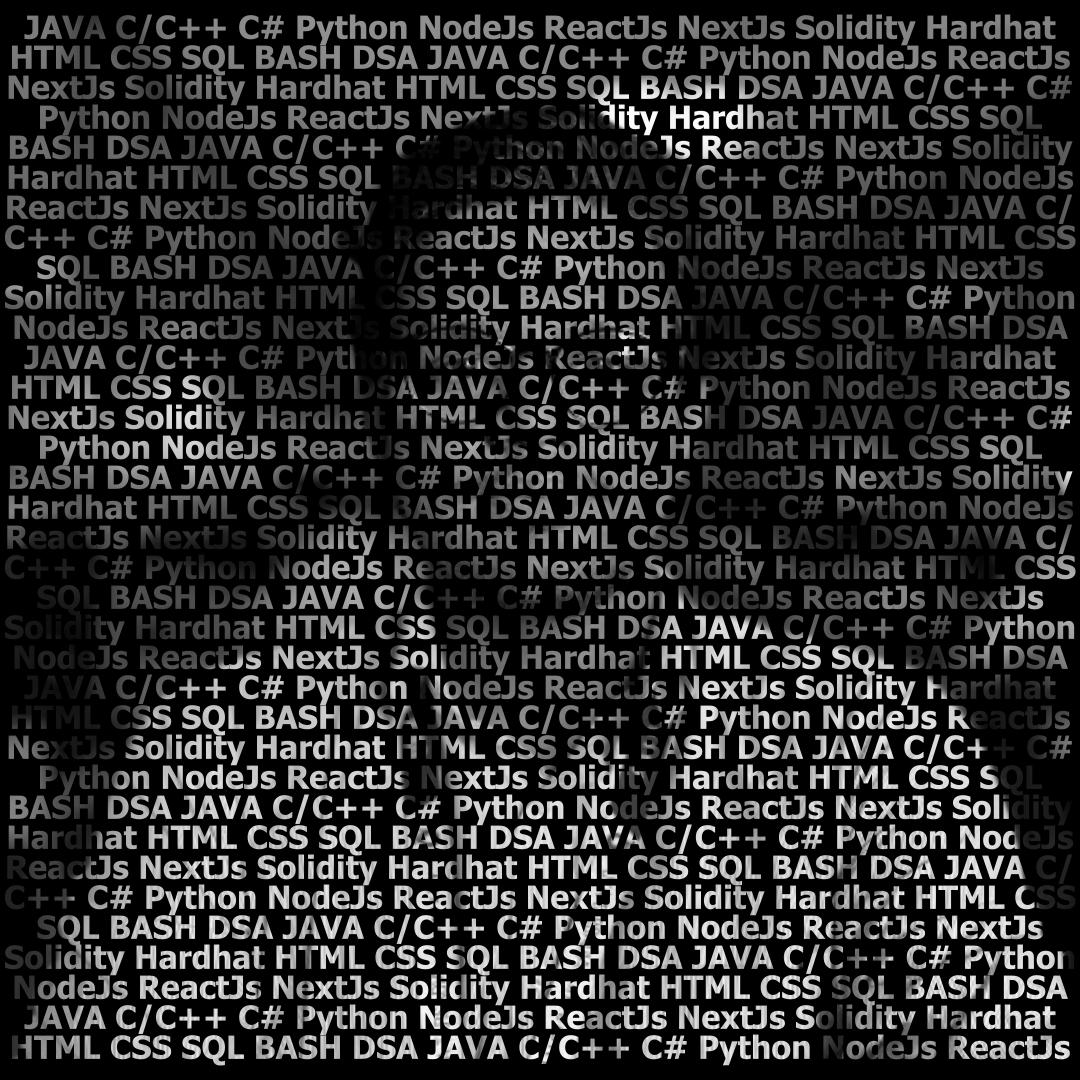 JAVA C/C++ C# Python NodeJs ReactJs NextJs Solidity Hardhat
HTML CSS SQL BASH DSA JAVA C/C++ C# Python NodeJs ReactJs
NextJs Solidity Hardhat HTML CSS SQL BASH DSA JAVA C/C++ C#
Python NodeJs ReactJs NextJs Solidity Hardhat HTML CSS SQL
BASH DSA JAVA C/C++ C# Python NodeJs ReactJs NextJs Solidity
Hardhat HTML CSS SQL BASH DSA JAVA C/C++ C# Python NodeJs
ReactJs NextJs Solidity Hardhat HTML CSS SQL BASH DSA JAVA C/
C++ C# Python NodeJs ReactJs NextJs Solidity Hardhat HTML CSS
SQL BASH DSA JAVA C/C++ C# Python NodeJs ReactJs NextJs
Solidity Hardhat HTML CSS SQL BASH DSA JAVA C/C++ C# Python
NodeJs ReactJs NextJs Solidity Hardhat HTML CSS SQL BASH DSA
JAVA C/C++ C# Python NodeJs ReactJs NextJs Solidity Hardhat
HTML CSS SQL BASH DSA JAVA C/C++ C# Python NodeJs ReactJs
NextJs Solidity Hardhat HTML CSS SQL BASH DSA JAVA C/C++ C#
Python NodeJs ReactJs NextJs Solidity Hardhat HTML CSS SQL
BASH DSA JAVA C/C++ C# Python NodeJs ReactJs NextJs Solidity
Hardhat HTML CSS SQL BASH DSA JAVA C/C++ C# Python NodeJs
ReactJs NextJs Solidity Hardhat HTML CSS SQL BASH DSA JAVA C/
C++ C# Python NodeJs ReactJs NextJs Solidity Hardhat HTML CSS
SQL BASH DSA JAVA C/C++ C# Python NodeJs ReactJs NextJs
Solidity Hardhat HTML CSS SQL BASH DSA JAVA C/C++ C# Python
NodeJs ReactJs NextJs Solidity Hardhat HTML CSS SQL BASH DSA
JAVA C/C++ C# Python NodeJs ReactJs NextJs Solidity Hardhat
HTML CSS SQL BASH DSA JAVA C/C++ C# Python NodeJs ReactJs
NextJs Solidity Hardhat HTML CSS SQL BASH DSA JAVA C/C++ C#
Python NodeJs ReactJs NextJs Solidity Hardhat HTML CSS SQL
BASH DSA JAVA C/C++ C# Python NodeJs ReactJs NextJs Solidity
Hardhat HTML CSS SQL BASH DSA JAVA C/C++ C# Python NodeJs
ReactJs NextJs Solidity Hardhat HTML CSS SQL BASH DSA JAVA C/
C++ C# Python NodeJs ReactJs NextJs Solidity Hardhat HTML CSS
SQL BASH DSA JAVA C/C++ C# Python NodeJs ReactJs NextJs
Solidity Hardhat HTML CSS SQL BASH DSA JAVA C/C++ C# Python
NodeJs ReactJs NextJs Solidity Hardhat HTML CSS SQL BASH DSA
JAVA C/C++ C# Python NodeJs ReactJs NextJs Solidity Hardhat
HTML CSS SQL BASH DSA JAVA C/C++ C# Python NodeJs ReactJs